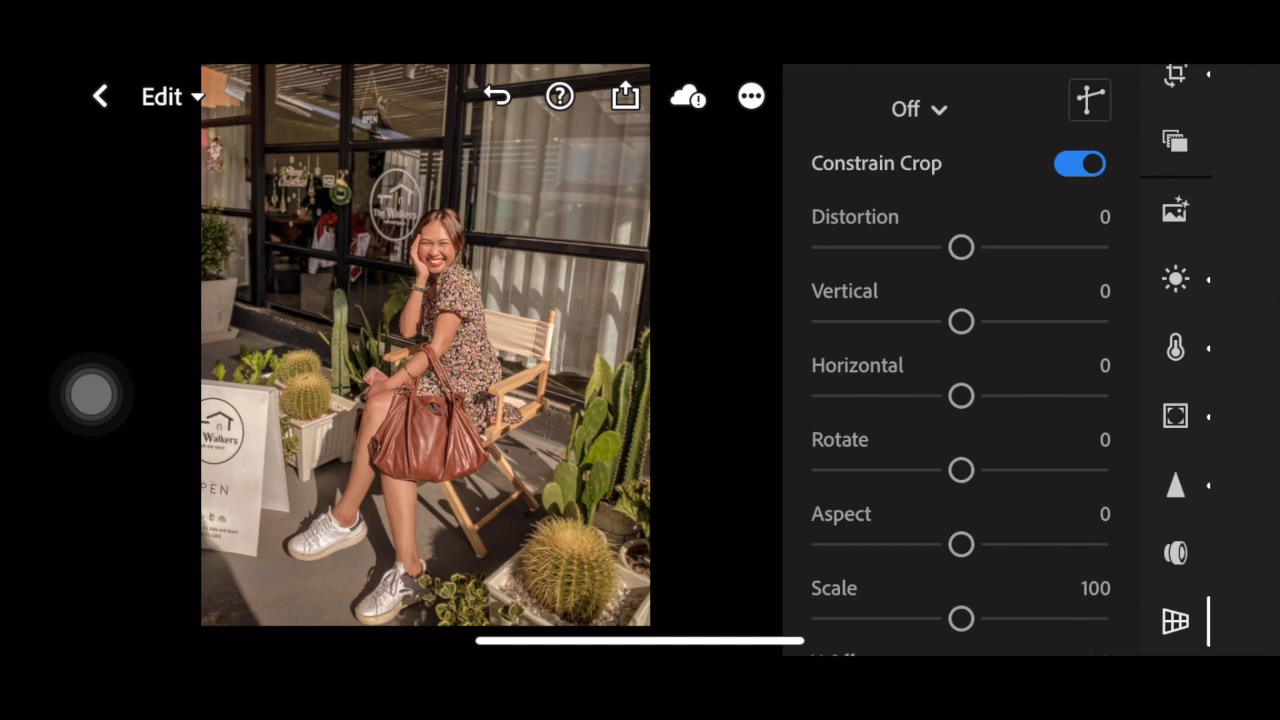 Edit
Off
Constrain Crop
Distortion 0
Vertical 0
Horizontal 0
Rotate 0
Aspect 0
Scale 100
OPEN
The Walkers
Walkers
PEN